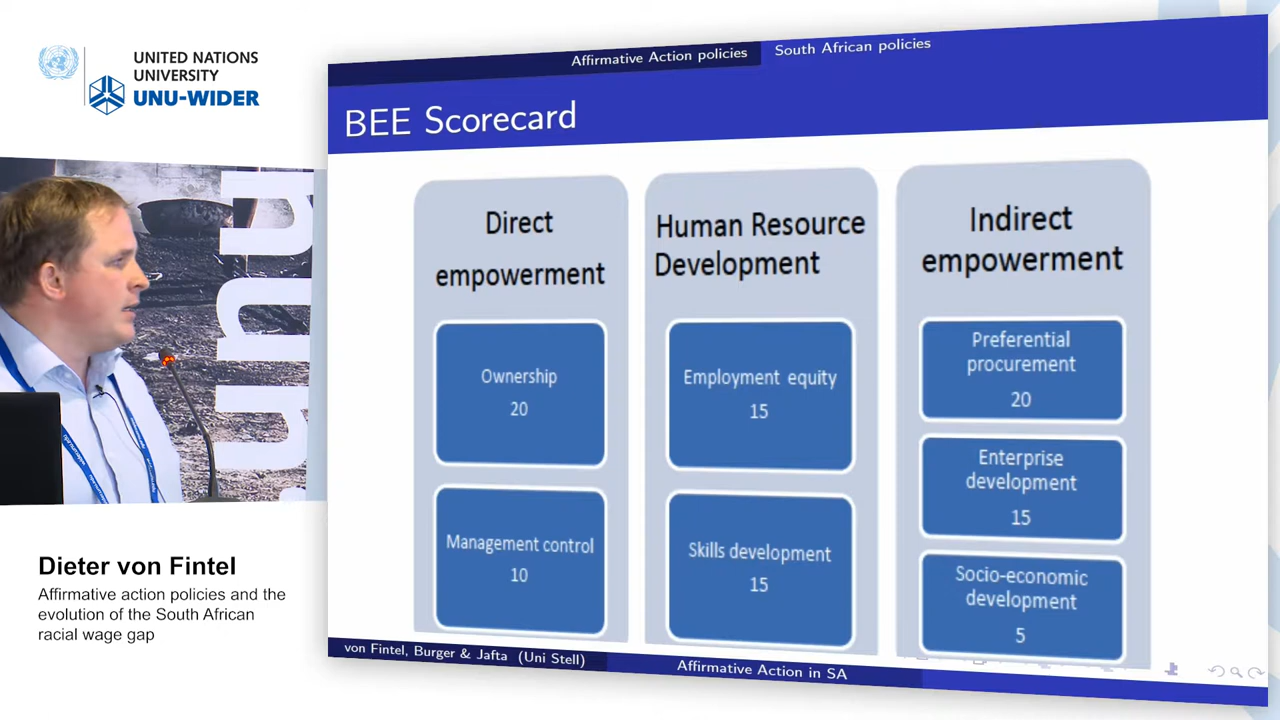 UNITED NATIONS
UNIVERSITY
UNU-WIDER
Affirmative Action policies
South African policies
BEE Scorecard
Direct
empowerment
Ownership
20
Management control
10
Human Resource
Development
Employment equity
15
Skills development
15
Indirect
empowerment
Preferential
procurement
20
Enterprise
development
15
Socio-economic
development
5
von Fintel, Burger & Jafta (Uni Stell)
Affirmative Action in SA
unu
Dieter von Fintel
Affirmative action policies and the
evolution of the South African
racial wage gap